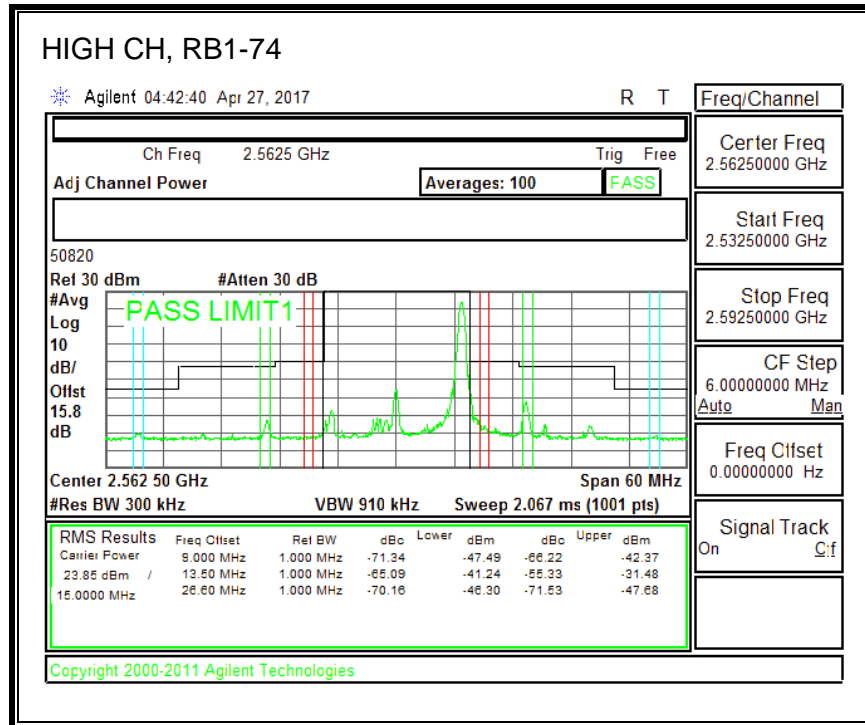 HIGH CH, RB1-74
Agilent 04:42:40 Apr 27, 2017 R T
Freq/Channel
Ch Freq 2.5625 GHz Trig Free
Adj Channel Power Averages: 100 PASS
Center Freq
2.56250000 GHz
Start Freq
2.53250000 GHz
50820
Ref 30 dBm #Atten 30 dB
#Avg
Log
10
dB/
Offst
15.8
dB
PASS LIMIT1
Stop Freq
2.59250000 GHz
CF Step
6.00000000 MHz
Auto Man
Freq Offset
0.00000000 Hz
Center 2.562 50 GHz Span 60 MHz
#Res BW 300 kHz VBW 910 kHz Sweep 2.067 ms (1001 pts)
Signal Track
On Off
RMS Results Freq Offset Ref BW dBc Lower dBm dBc Upper dBm
Carrier Power 9.000 MHz 1.000 MHz -71.34 -47.49 -66.22 -42.37
23.85 dBm / 13.50 MHz 1.000 MHz -65.09 -41.24 -55.33 -31.48
15.0000 MHz 26.60 MHz 1.000 MHz -70.16 -46.30 -71.53 -47.68
Copyright 2000-2011 Agilent Technologies